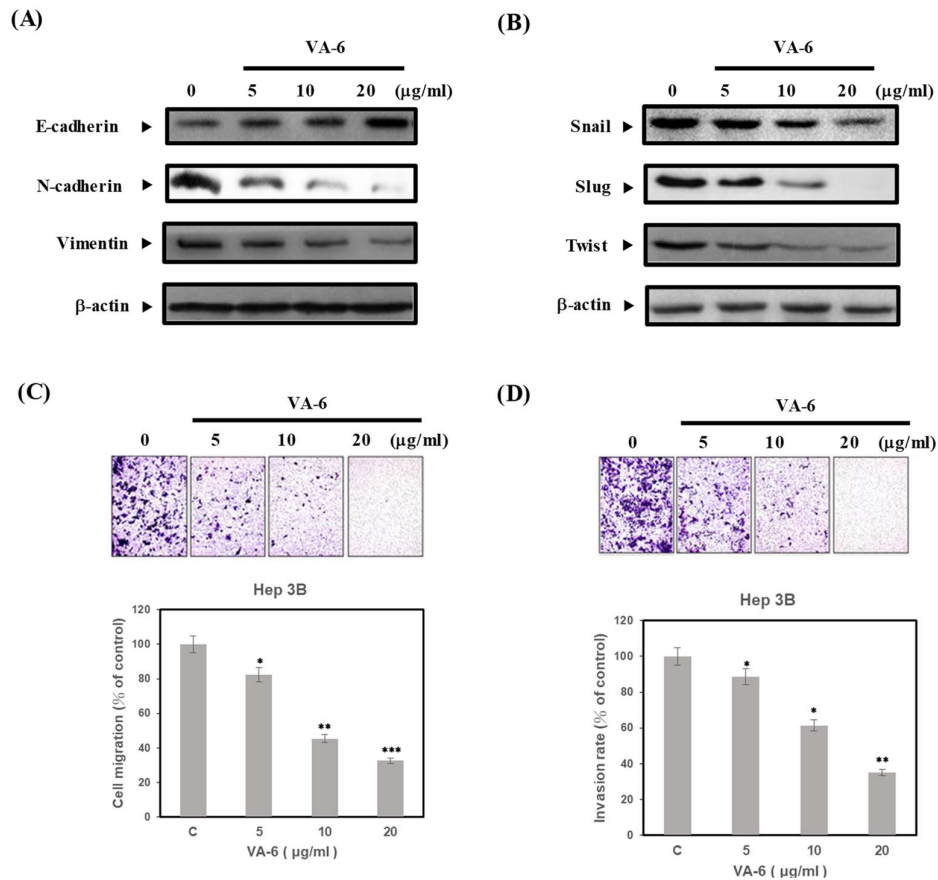 (A)
VA-6
0 5 10 20 (μg/ml)
E-cadherin
N-cadherin
Vimentin
β-actin
(B)
VA-6
0 5 10 20 (μg/ml)
Snail
Slug
Twist
β-actin
(C)
VA-6
0 5 10 20 (μg/ml)
Hep 3B
Cell migration (% of control)
120
100
80
60
40
20
0
*
**
***
C 5 10 20
VA-6 ( μg/ml )
(D)
VA-6
0 5 10 20 (μg/ml)
Hep 3B
Invasion rate (% of control)
120
100
80
60
40
20
0
*
*
**
C 5 10 20
VA-6 ( μg/ml )